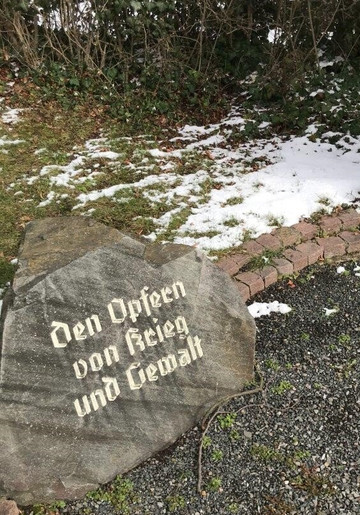 den Opfern
von Krieg
und Gewalt